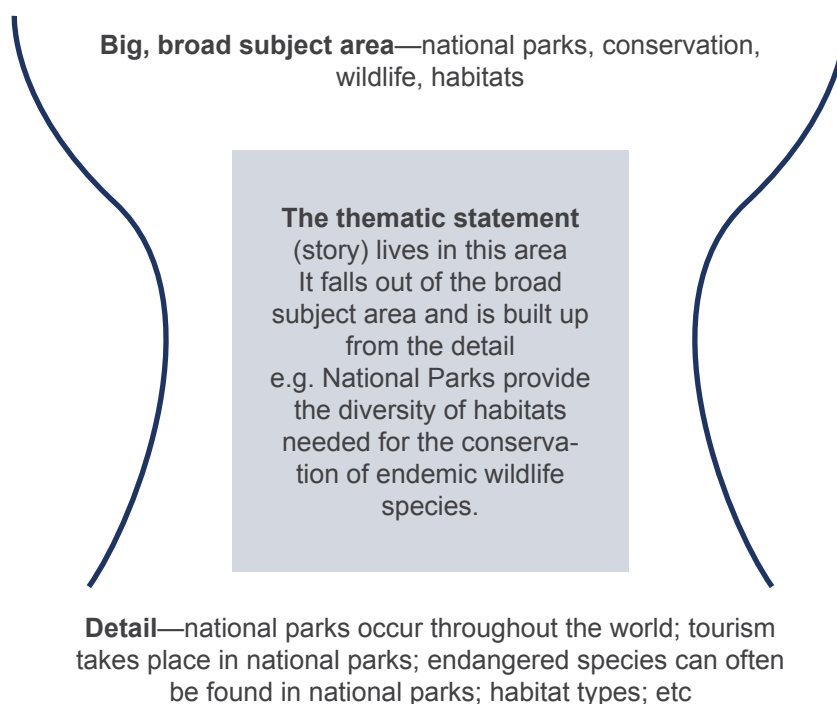 Big, broad subject area—national parks, conservation,
wildlife, habitats
The thematic statement
(story) lives in this area
It falls out of the broad
subject area and is built up
from the detail
e.g. National Parks provide
the diversity of habitats
needed for the conserva-
tion of endemic wildlife
species.
Detail—national parks occur throughout the world; tourism
takes place in national parks; endangered species can often
be found in national parks; habitat types; etc